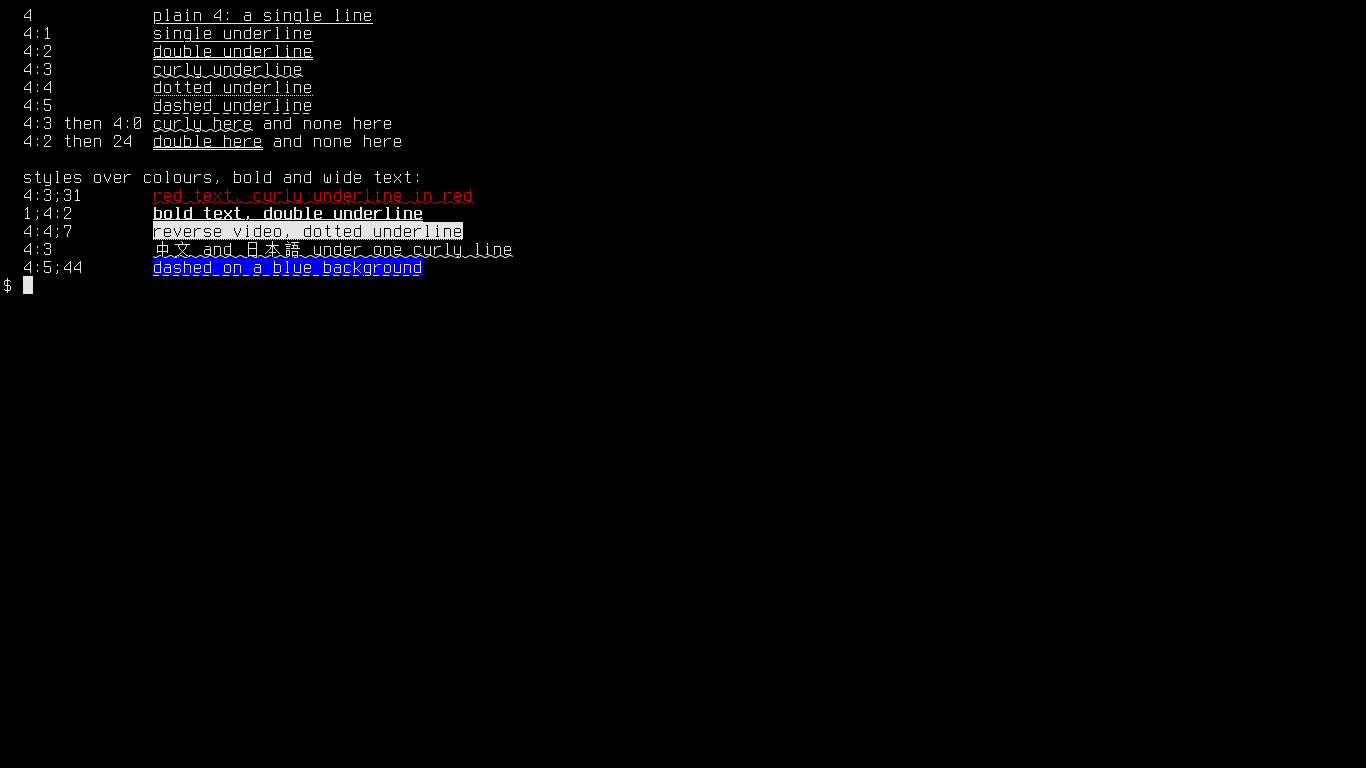 4 plain 4: a single line
4:1 single underline
4:2 double underline
4:3 curly underline
4:4 dotted underline
4:5 dashed underline
4:3 then 4:0 curly here and none here
4:2 then 24 double here and none here
styles over colours, bold and wide text:
4:3;31 red text, curly underline in red
1;4:2 bold text, double underline
4:4;7 reverse video, dotted underline
4:3 中文 and 日本語 under one curly line
4:5;44 dashed on a blue background
$